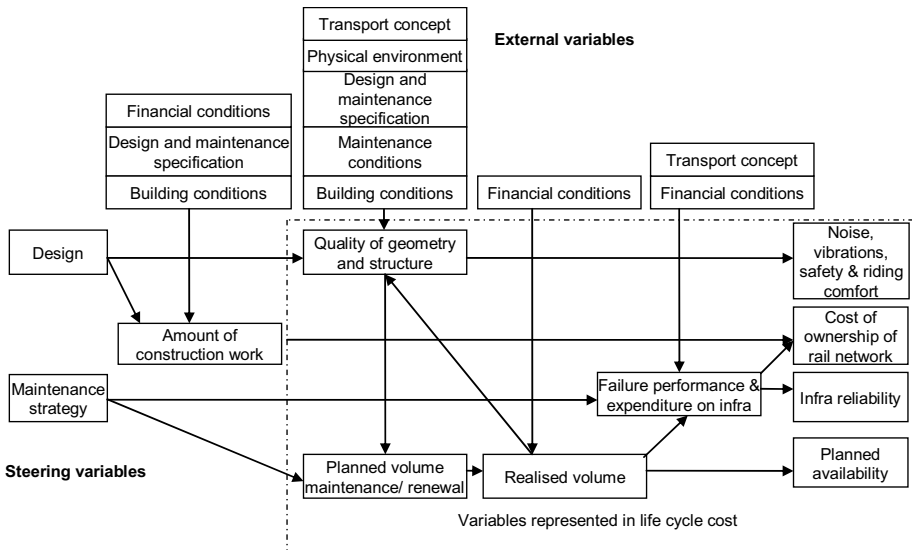 Transport concept
External variables
Physical environment
Design and
maintenance
specification
Financial conditions
Design and maintenance
specification
Maintenance
conditions
Transport concept
Building conditions
Building conditions
Financial conditions
Financial conditions
Design
Quality of geometry
and structure
Noise,
vibrations,
safety & riding
comfort
Amount of
construction work
Cost of
ownership of
rail network
Maintenance
strategy
Failure performance &
expenditure on infra
Infra reliability
Steering variables
Planned volume
maintenance/ renewal
Realised volume
Planned
availability
Variables represented in life cycle cost